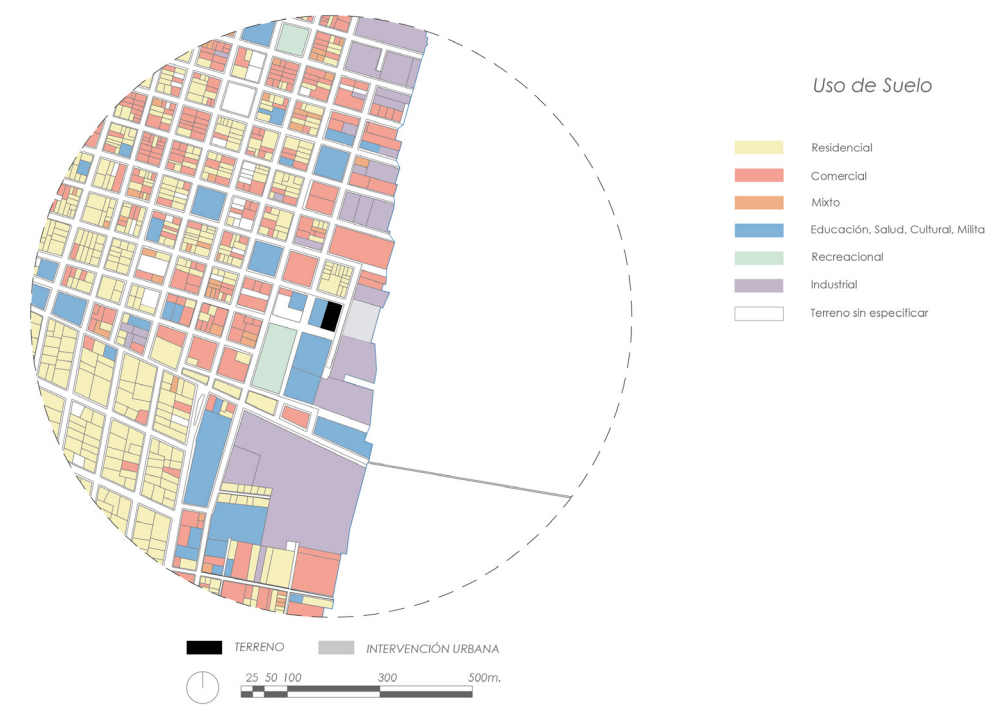 Uso de Suelo
Residencial
Comercial
Mixto
Educación, Salud, Cultural, Milita
Recreacional
Industrial
Terreno sin especificar
TERRENO
INTERVENCIÓN URBANA
25 50 100 300 500m.